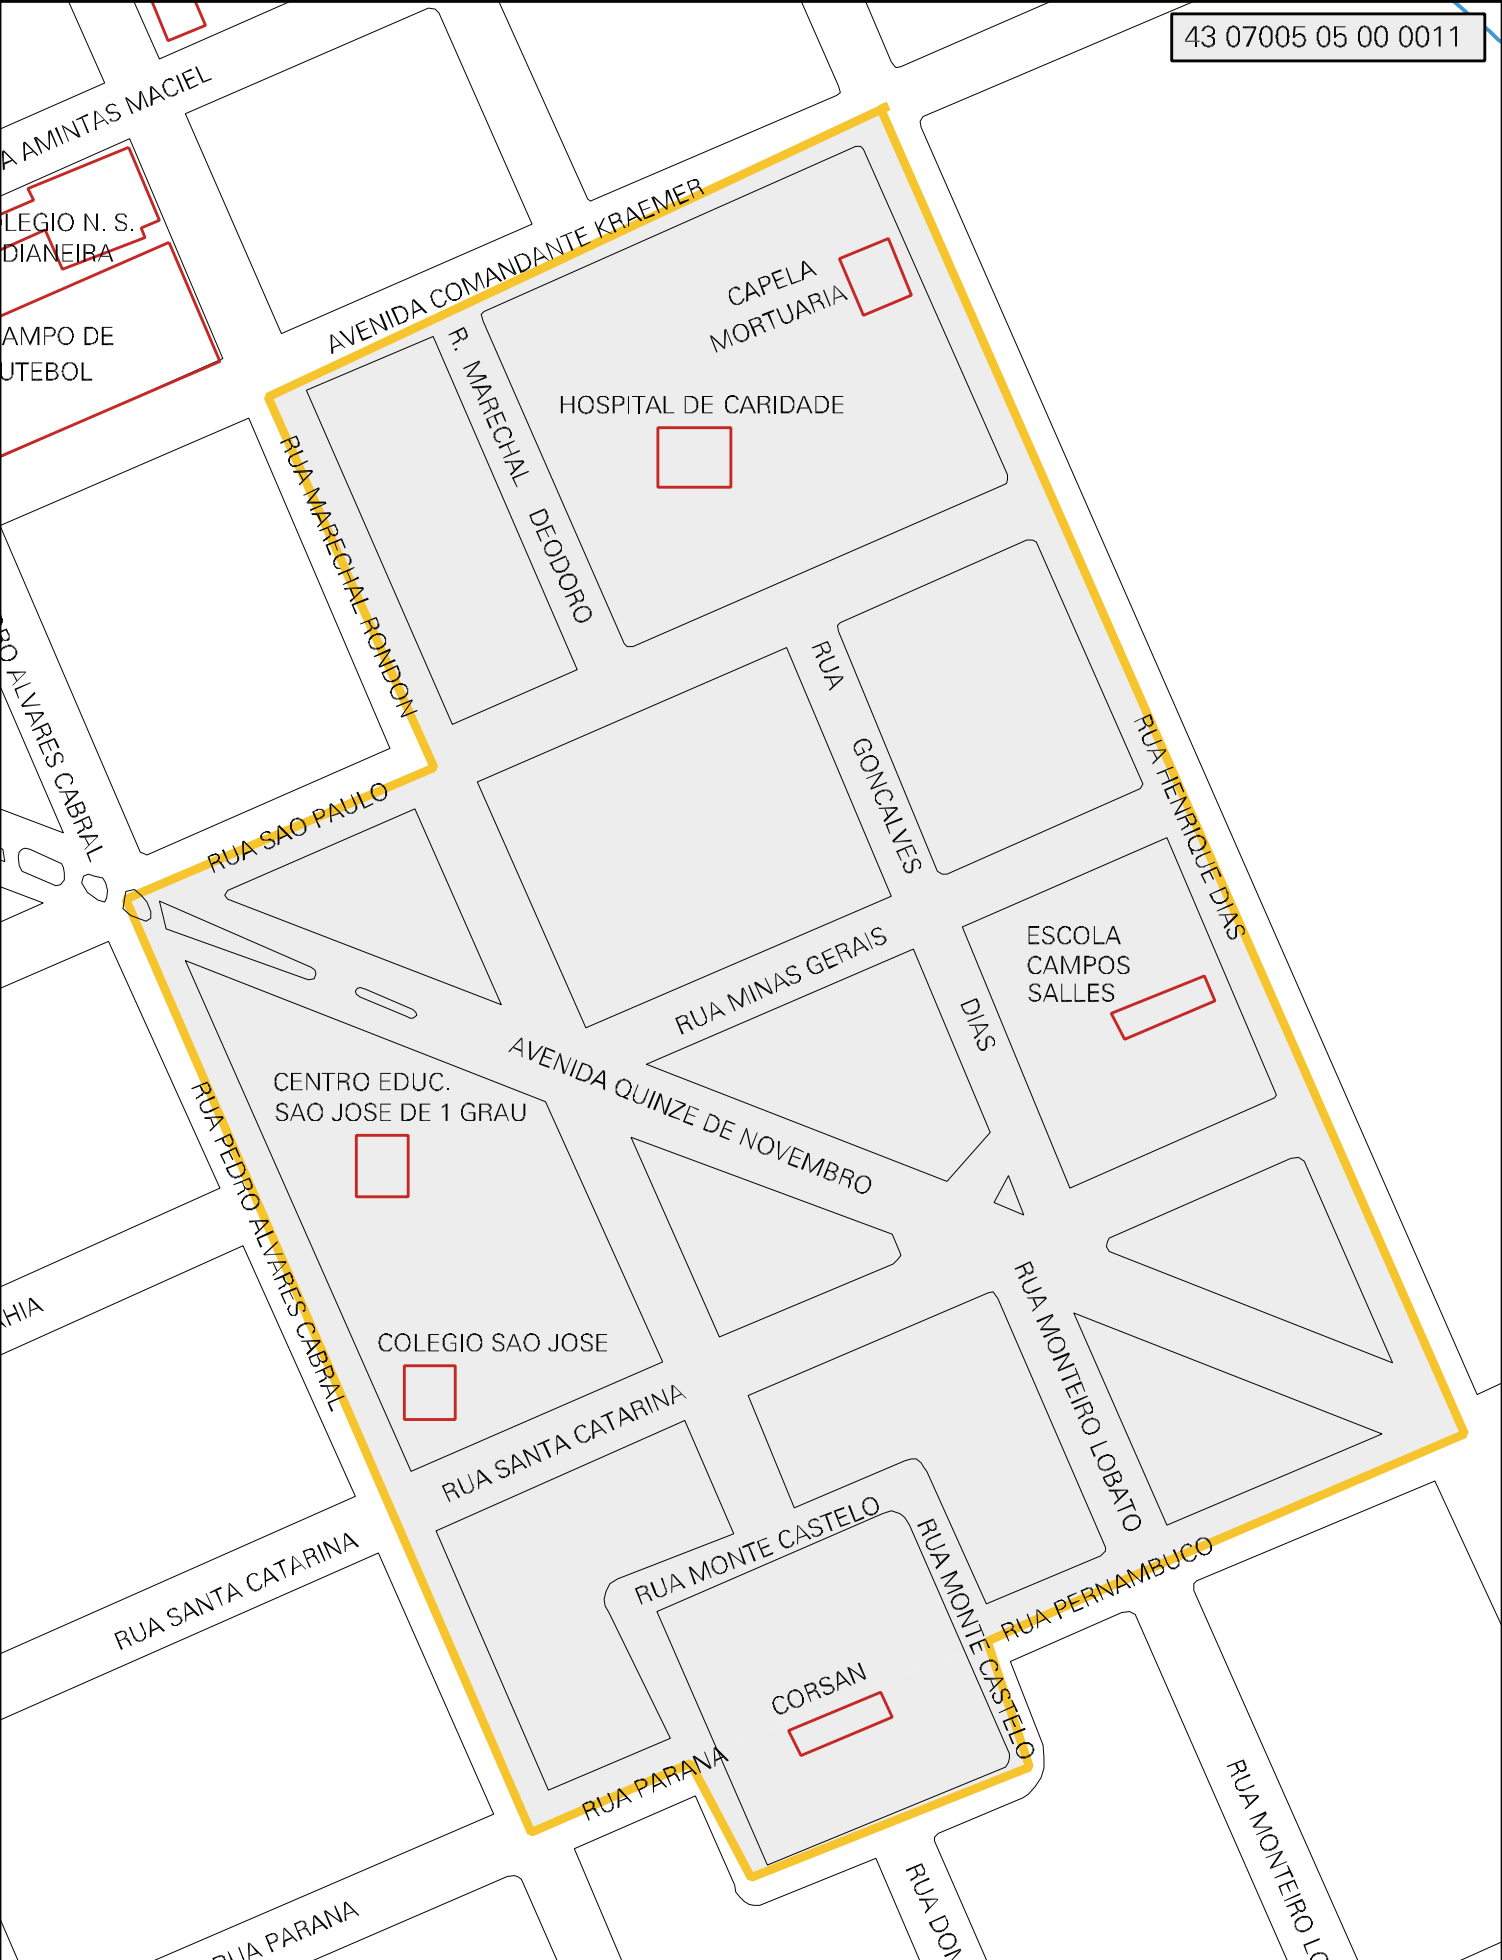 43 07005 05 00 0011
A AMINTAS MACIEL
LEGIO N. S.
DIANEIRA
AMPO DE
UTEBOL
AVENIDA COMANDANTE KRAEMER
CAPELA
MORTUARIA
R. MARECHAL DEODORO
HOSPITAL DE CARIDADE
RUA MARECHAL RONDON
RO ALVARES CABRAL
RUA GONCALVES DIAS
RUA HENRIQUE DIAS
RUA SAO PAULO
RUA MINAS GERAIS
ESCOLA
CAMPOS
SALLES
AVENIDA QUINZE DE NOVEMBRO
CENTRO EDUC.
SAO JOSE DE 1 GRAU
RUA PEDRO ALVARES CABRAL
HIA
COLEGIO SAO JOSE
RUA MONTEIRO LOBATO
RUA SANTA CATARINA
RUA SANTA CATARINA
RUA MONTE CASTELO
RUA MONTE CASTELO
RUA PERNAMBUCO
CORSAN
RUA PARANA
RUA MONTEIRO LO
RUA DON
RUA PARANA